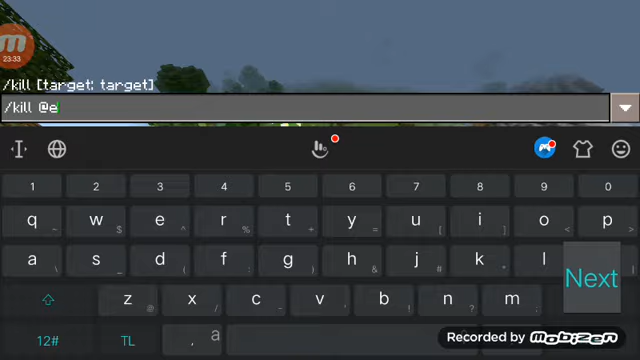 23:33
/kill [target: target]
/kill @e
1 2 3 4 5 6 7 8 9 0
q w e r t y u i o p
- $ ^ ~ + = # | < >
a s d f g h j k l
\ _ ( : ) & # -
Next
z x c v b n m
@ / - ' : ; /
12# TL , a
Recorded by mobizen